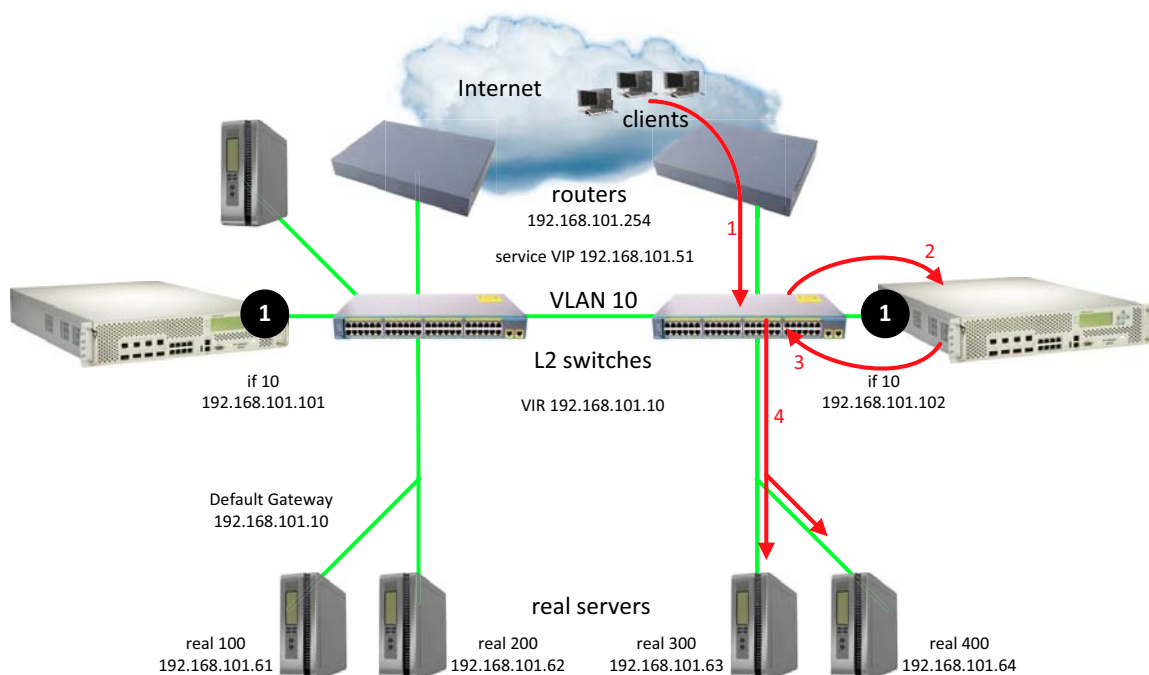 Internet
clients
routers
192.168.101.254
1
service VIP 192.168.101.51
2
VLAN 10
1
1
L2 switches
3
if 10
192.168.101.101
VIR 192.168.101.10
if 10
192.168.101.102
4
Default Gateway
192.168.101.10
real servers
real 100
192.168.101.61
real 200
192.168.101.62
real 300
192.168.101.63
real 400
192.168.101.64